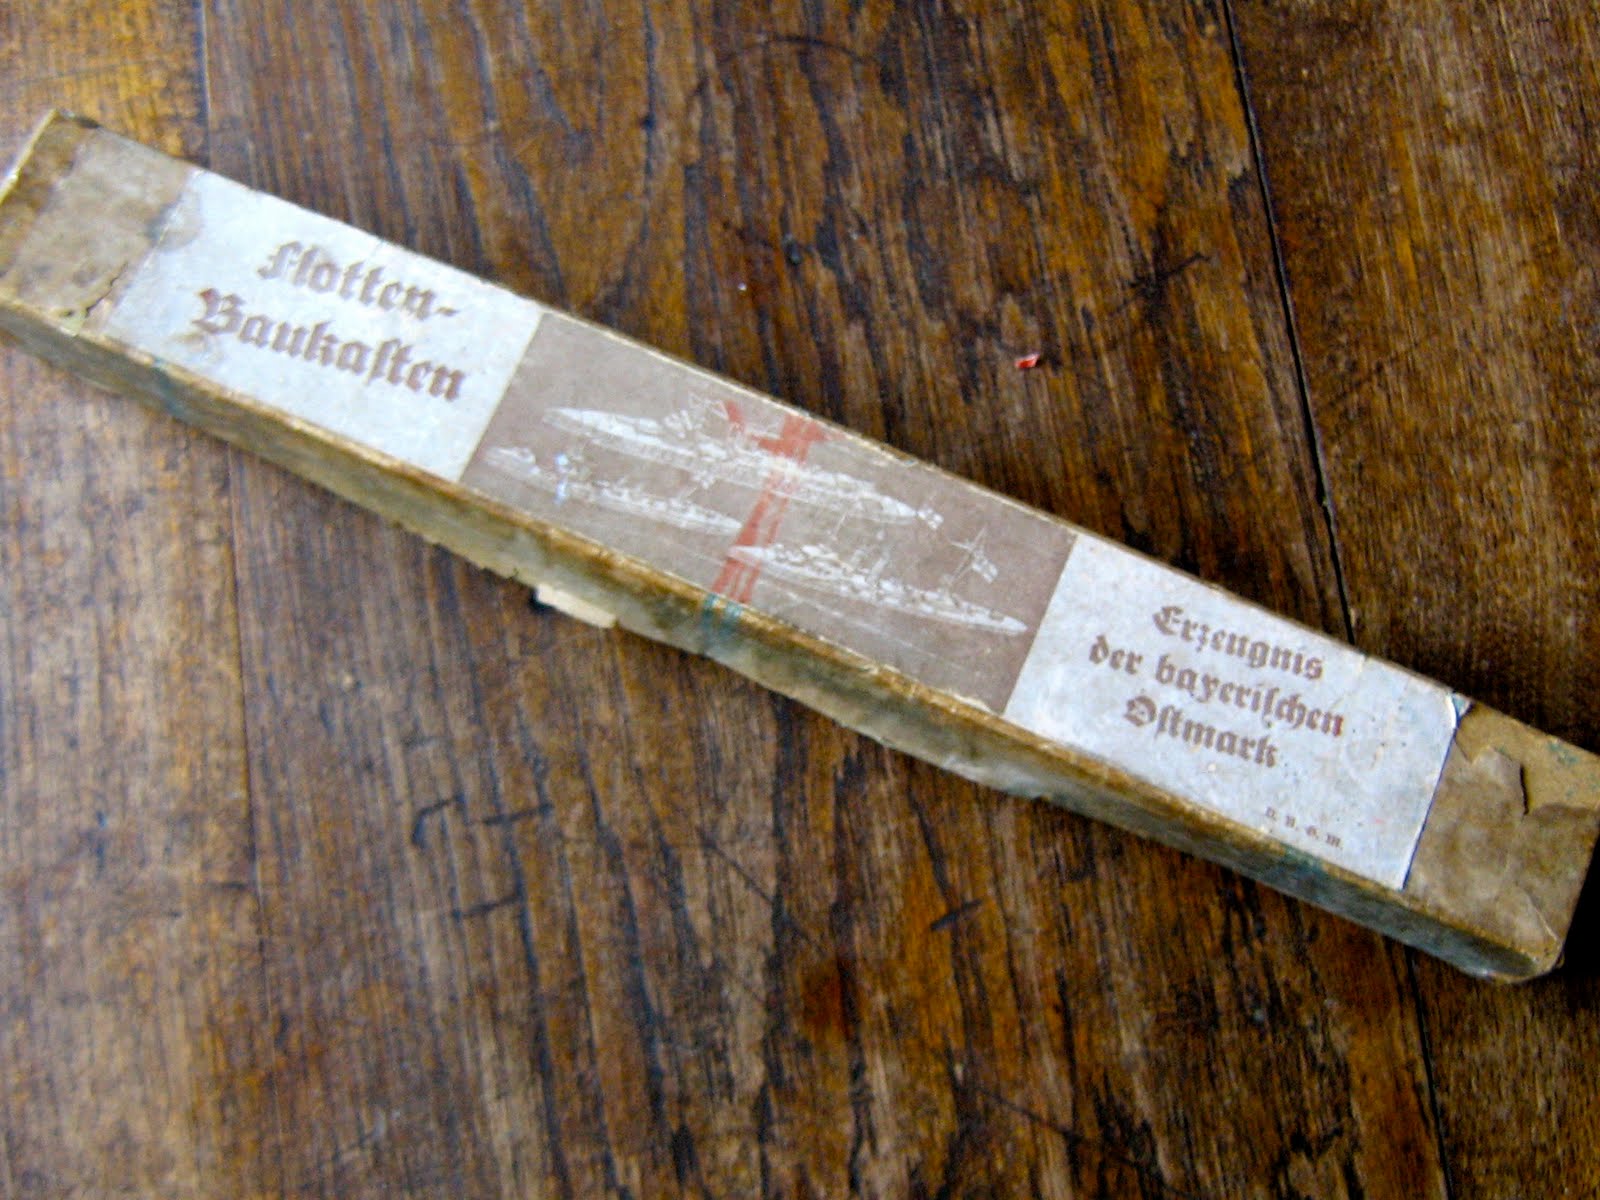 Flotten-
Baukasten
Erzeugnis
der bayerischen
Ostmark